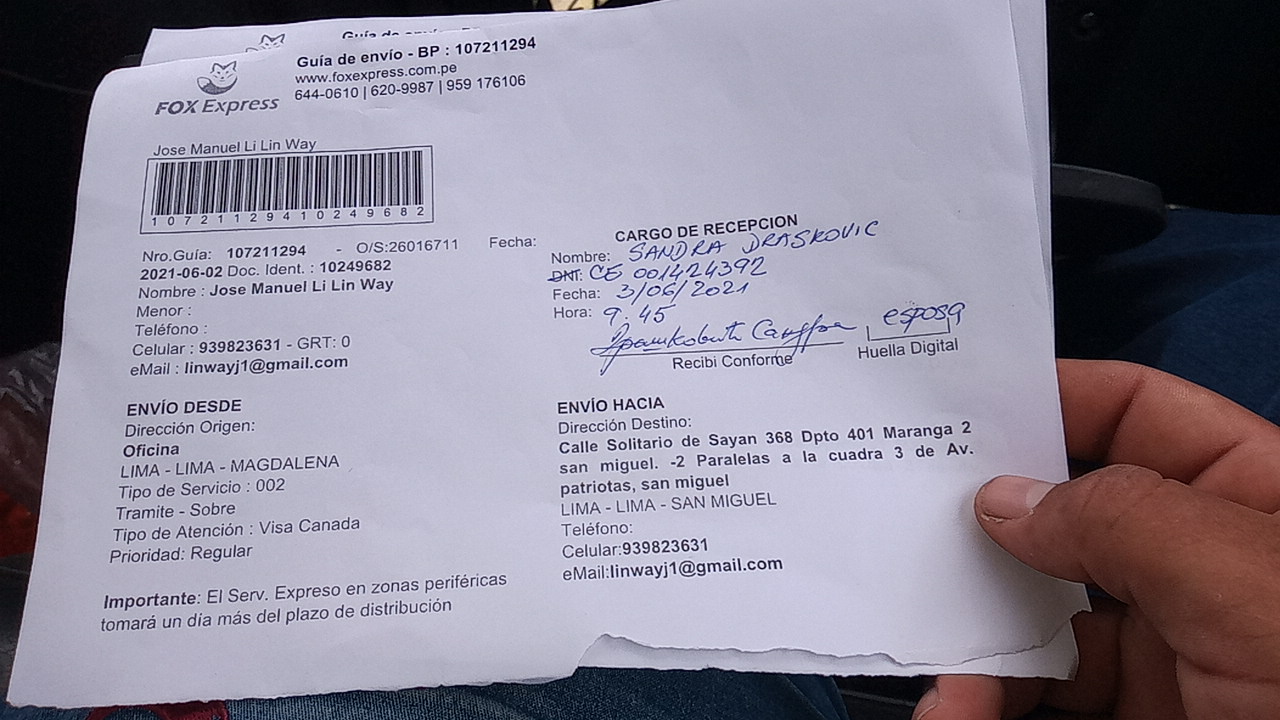 Guía de envío - BP : 107211294
www.foxexpress.com.pe
644-0610 | 620-9987 | 959 176106
FOX Express
Jose Manuel Li Lin Way
10721129410249682
Nro.Guía: 107211294 - O/S:26016711 Fecha:
2021-06-02 Doc. Ident. : 10249682
Nombre : Jose Manuel Li Lin Way
Menor :
Teléfono :
Celular : 939823631 - GRT: 0
eMail : linwayj1@gmail.com
CARGO DE RECEPCION
Nombre: SANDRA DRASKOVIC
DNI: CE 001424392
Fecha: 3/06/2021
Hora: 9:45
esposa
Recibi Conforme
Huella Digital
ENVÍO DESDE
Dirección Origen:
Oficina
LIMA - LIMA - MAGDALENA
Tipo de Servicio : 002
Tramite - Sobre
Tipo de Atención : Visa Canada
Prioridad: Regular
Importante: El Serv. Expreso en zonas periféricas
tomará un día más del plazo de distribución
ENVÍO HACIA
Dirección Destino:
Calle Solitario de Sayan 368 Dpto 401 Maranga 2
san miguel. -2 Paralelas a la cuadra 3 de Av.
patriotas, san miguel
LIMA - LIMA - SAN MIGUEL
Teléfono:
Celular:939823631
eMail:linwayj1@gmail.com